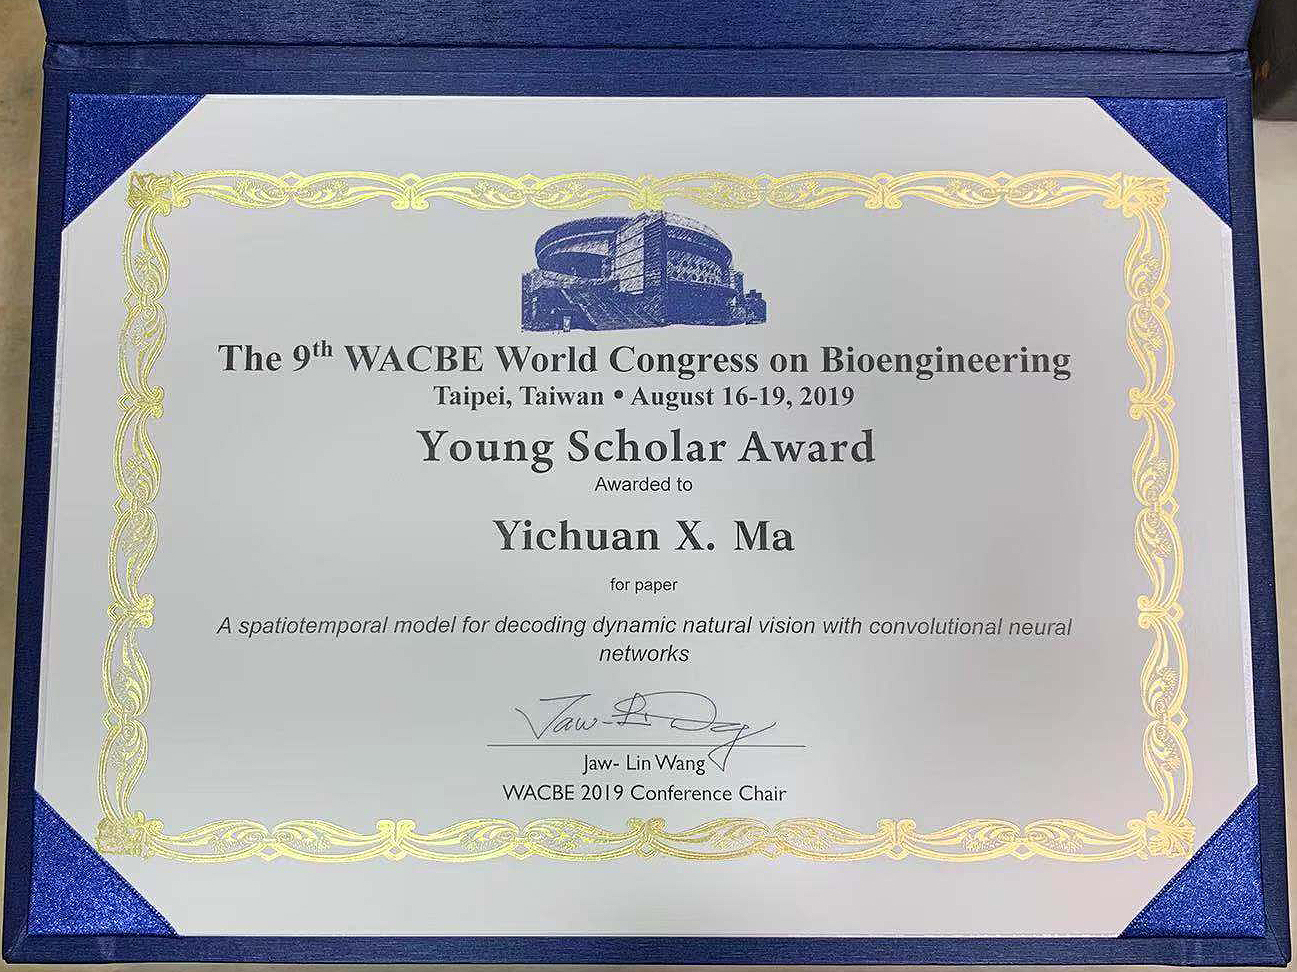 The 9th WACBE World Congress on Bioengineering
Taipei, Taiwan • August 16-19, 2019
Young Scholar Award
Awarded to
Yichuan X. Ma
for paper
A spatiotemporal model for decoding dynamic natural vision with convolutional neural
networks
Jaw- Lin Wang
WACBE 2019 Conference Chair